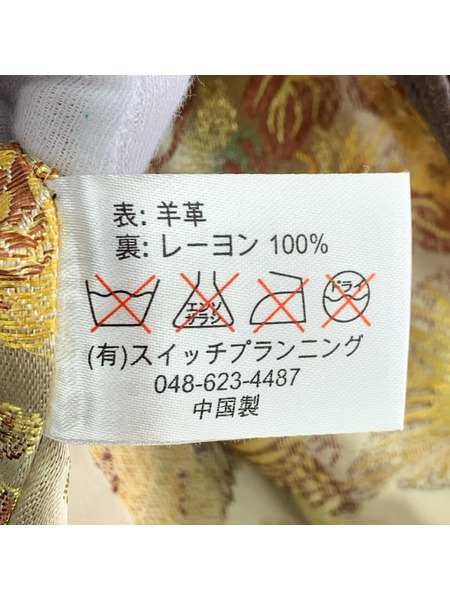 表: 羊革
裏: レーヨン 100%
エンソ
サラシ
ドライ
(有)スイッチプランニング
048-623-4487
中国製